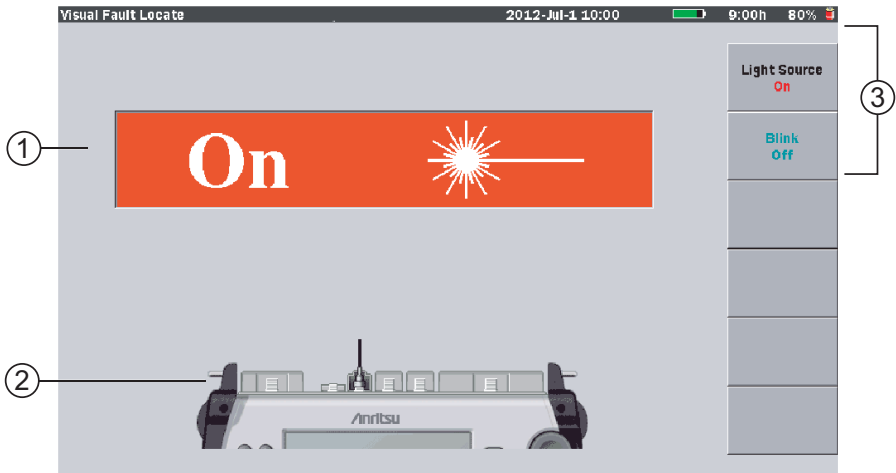 Visual Fault Locate 2012-Jul-1 10:00 9:00h 80%
Light Source
On
3
1
On
Blink
Off
2
Anritsu